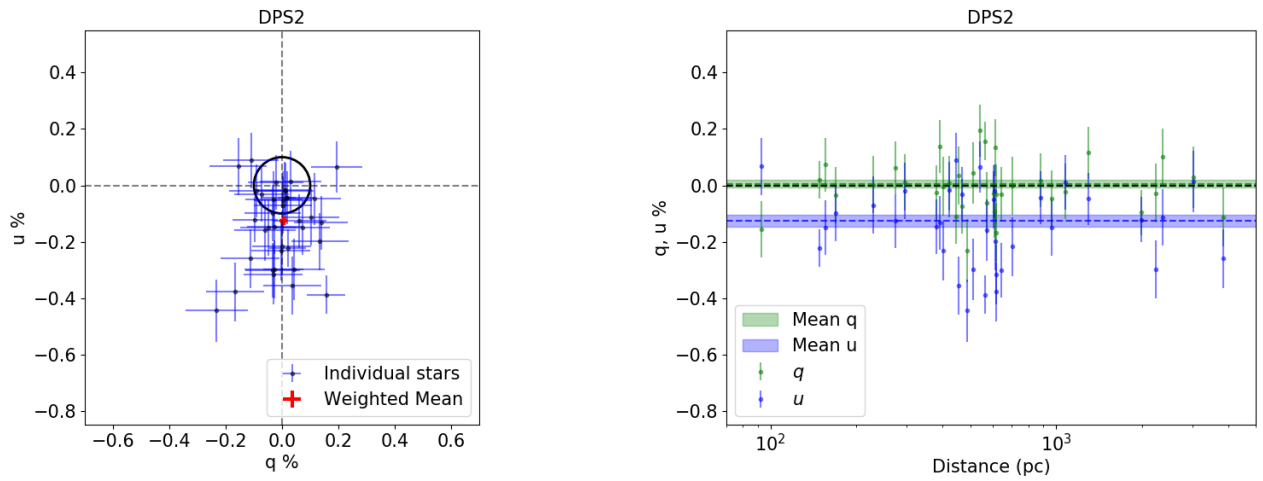 DPS2
0.4
0.2
0.0
−0.2
−0.4
−0.6
−0.8
u %
Individual stars
Weighted Mean
−0.6 −0.4 −0.2 0.0 0.2 0.4 0.6
q %
DPS2
0.4
0.2
0.0
−0.2
−0.4
−0.6
−0.8
q, u %
Mean q
Mean u
q
u
10² 10³
Distance (pc)